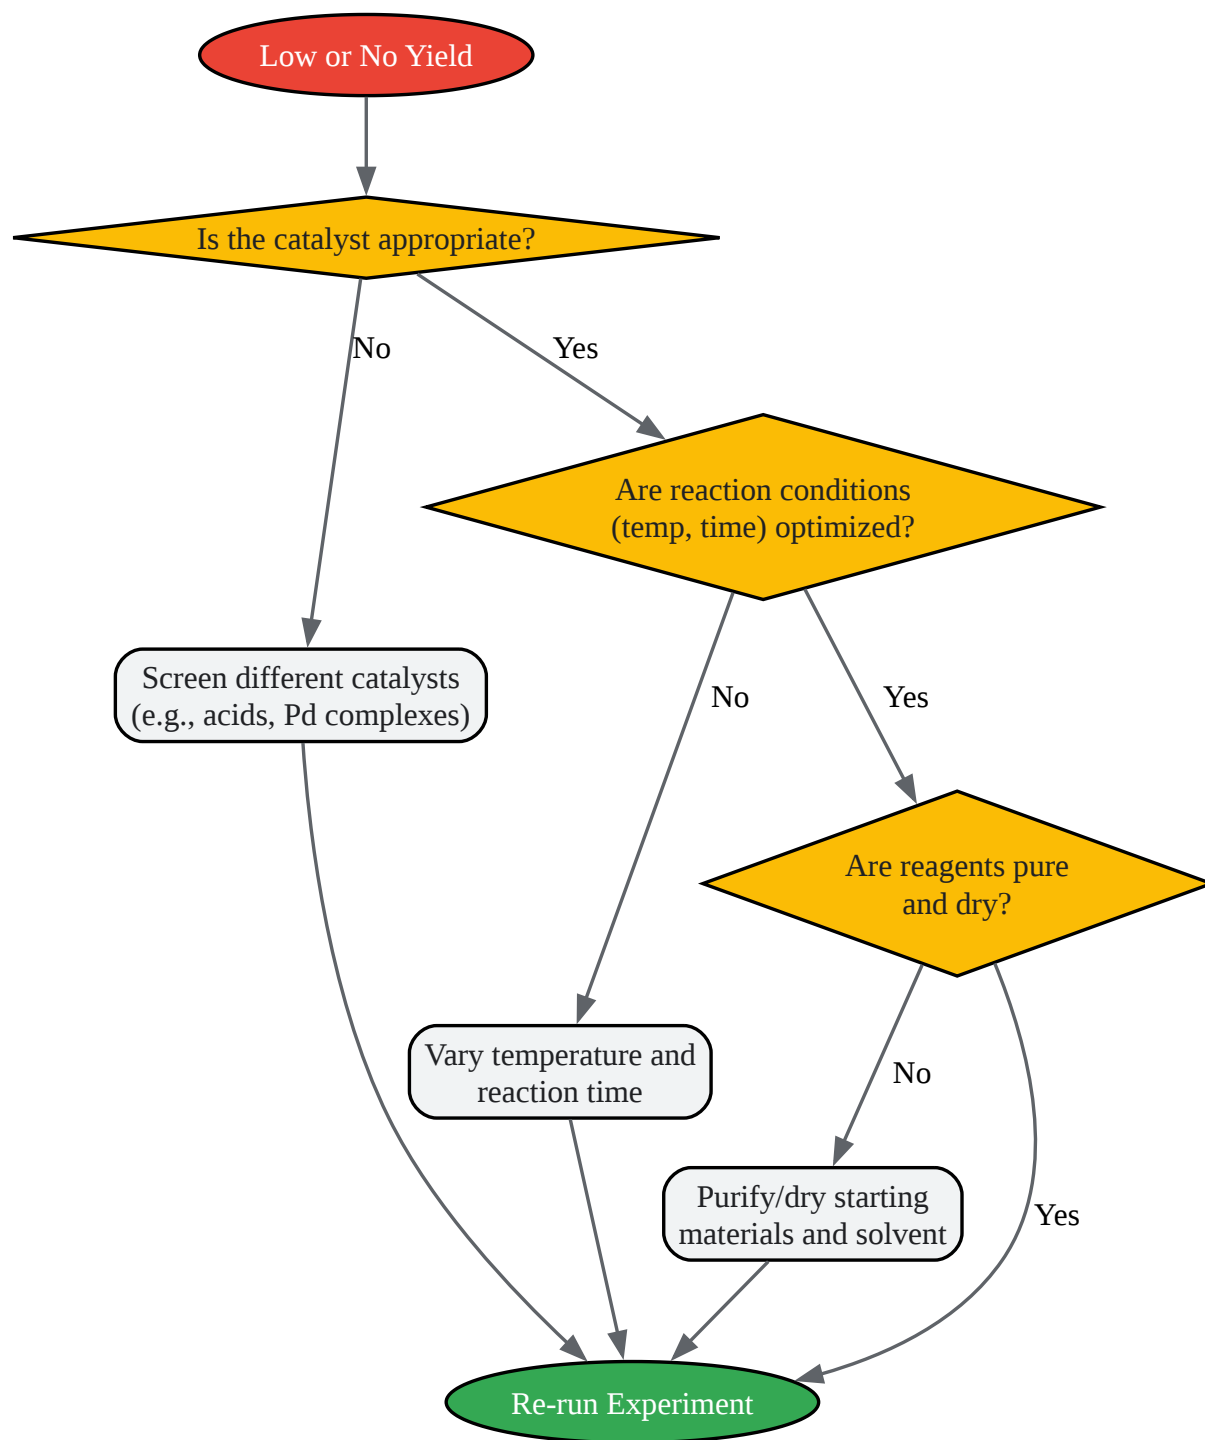 Low or No Yield
Is the catalyst appropriate?
No
Yes
Are reaction conditions
(temp, time) optimized?
Screen different catalysts
(e.g., acids, Pd complexes)
No
Yes
Are reagents pure
and dry?
Vary temperature and
reaction time
No
Purify/dry starting
materials and solvent
Yes
Re-run Experiment